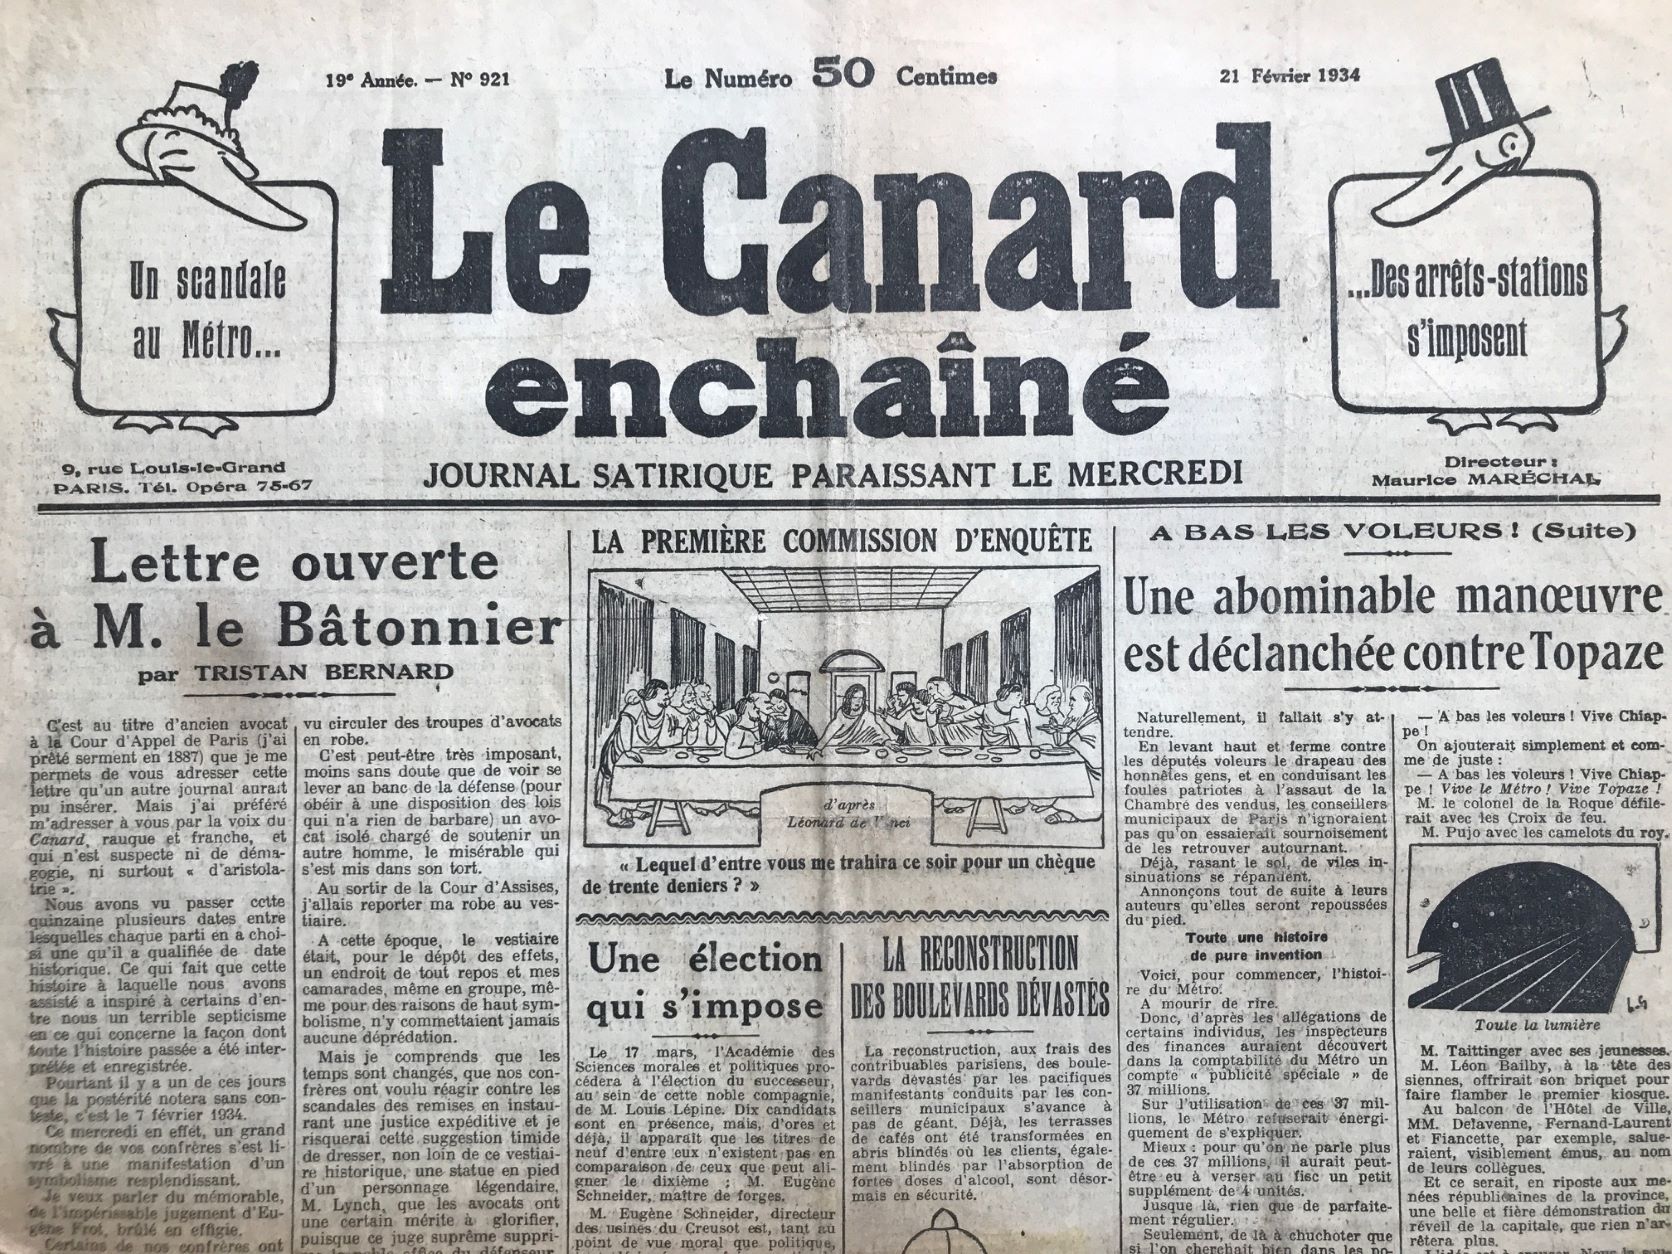 19e Année. — No 921
Le Numéro 50 Centimes
21 Février 1934
Un scandale
au Métro...
Le Canard
enchaîné
...Des arrêts-stations
s'imposent
9, rue Louis-le-Grand
PARIS. Tél. Opéra 75-67
JOURNAL SATIRIQUE PARAISSANT LE MERCREDI
Directeur :
Maurice MARÉCHAL
Lettre ouverte
à M. le Bâtonnier
par TRISTAN BERNARD
C'est au titre d'ancien avocat
à la Cour d'Appel de Paris (j'ai
prêté serment en 1887) que je me
permets de vous adresser cette
lettre qu'un autre journal aurait
pu insérer. Mais j'ai préféré
m'adresser à vous par la voix du
Canard, rauque et franche, et
qui n'est suspecte ni de déma-
gogie, ni surtout « d'aristola-
trie ».
Nous avons vu passer cette
quinzaine plusieurs dates entre
lesquelles chaque parti en a choi-
si une qu'il a qualifiée de date
historique. Ce qui fait que cette
histoire à laquelle nous avons
assisté a inspiré à certains d'en-
tre nous un terrible septicisme
en ce qui concerne la façon dont
toute l'histoire passée a été inter-
prétée et enregistrée.
Pourtant il y a un de ces jours
que la postérité notera sans con-
teste, c'est le 7 février 1934.
Ce mercredi en effet, un grand
nombre de vos confrères s'est li-
vré à une manifestation d'un
symbolisme resplendissant.
Je veux parler du mémorable,
de l'impérissable jugement d'Eu-
gène Frot, brûlé en effigie.
Certains de nos confrères ont
vu circuler des troupes d'avocats
en robe.
C'est peut-être très imposant,
moins sans doute que de voir se
lever au banc de la défense (pour
obéir à une disposition des lois
qui n'a rien de barbare) un avo-
cat isolé chargé de soutenir un
autre homme, le misérable qui
s'est mis dans son tort.
Au sortir de la Cour d'Assises,
j'allais reporter ma robe au ves-
tiaire.
A cette époque, le vestiaire
était, pour le dépôt des effets,
un endroit de tout repos et mes
camarades, même en groupe, mê-
me pour des raisons de haut sym-
bolisme, n'y commettaient jamais
aucune déprédation.
Mais je comprends que les
temps sont changés, que nos con-
frères ont voulu réagir contre les
scandales des remises en instau-
rant une justice expéditive et je
risquerai cette suggestion timide
de dresser, non loin de ce vestiai-
re historique, une statue en pied
d'un personnage légendaire,
M. Lynch, que les avocats ont
une certain mérite à glorifier,
puisque ce juge suprême suppri-
LA PREMIÈRE COMMISSION D'ENQUÊTE
d'après
Léonard de Vinci
« Lequel d'entre vous me trahira ce soir pour un chèque
de trente deniers ? »
Une élection
qui s'impose
Le 17 mars, l'Académie des
Sciences morales et politiques pro-
cédera à l'élection du successeur,
au sein de cette noble compagnie,
de M. Louis Lépine. Dix candidats
sont en présence, mais, d'ores et
déjà, il apparaît que les titres de
neuf d'entre eux n'existent pas en
comparaison de ceux que peut ali-
gner le dixième : M. Eugène
Schneider, maître de forges.
M. Eugène Schneider, directeur
des usines du Creusot est, tant au
point de vue moral que politique,
LA RECONSTRUCTION
DES BOULEVARDS DÉVASTÉS
La reconstruction, aux frais des
contribuables parisiens, des boule-
vards dévastés par les pacifiques
manifestants conduits par les con-
seillers municipaux s'avance à
pas de géant. Déjà, les terrasses
de cafés ont été transformées en
abris blindés où les clients, égale-
ment blindés par l'absorption de
fortes doses d'alcool, sont désor-
mais en sécurité.
A BAS LES VOLEURS ! (Suite)
Une abominable manœuvre
est déclanchée contre Topaze
Naturellement, il fallait s'y at-
tendre.
En levant haut et ferme contre
les députés voleurs le drapeau des
honnêtes gens, et en conduisant les
foules patriotes à l'assaut de la
Chambre des vendus, les conseillers
municipaux de Paris n'ignoraient
pas qu'on essaierait sournoisement
de les retrouver autournant.
Déjà, rasant le sol, de viles in-
sinuations se répandent.
Annonçons tout de suite à leurs
auteurs qu'elles seront repoussées
du pied.
Toute une histoire
de pure invention
Voici, pour commencer, l'histoi-
re du Métro.
A mourir de rire.
Donc, d'après les allégations de
certains individus, les inspecteurs
des finances auraient découvert
dans la comptabilité du Métro un
compte « publicité spéciale » de
37 millions.
Sur l'utilisation de ces 37 mil-
lions, le Métro refuserait énergi-
quement de s'expliquer.
Mieux : pour qu'on ne parle plus
de ces 37 millions, il aurait peut-
être eu à verser au fisc un petit
supplément de 4 unités.
Jusque là, rien que de parfaite-
ment régulier.
Seulement, de là à chuchoter que
si l'on cherchait bien dans les po-
— A bas les voleurs ! Vive Chiap-
pe !
On ajouterait simplement et com-
me de juste :
— A bas les voleurs ! Vive Chiap-
pe ! Vive le Métro ! Vive Topaze !
M. le colonel de la Roque défilé-
rait avec les Croix de feu.
M. Pujo avec les camelots du roy.
Toute la lumière
M. Taittinger avec ses jeunesses.
M. Léon Bailby, à la tête des
siennes, offrirait son briquet pour
faire flamber le premier kiosque.
Au balcon de l'Hôtel de Ville,
MM. Delavenne, Fernand-Laurent
et Fiancette, par exemple, salue-
raient, visiblement émus, au nom
de leurs collègues.
Et ce serait, en riposte aux me-
nées républicaines de la province,
une belle et fière démonstration du
réveil de la capitale, que rien n'ar-
rêtera plus.